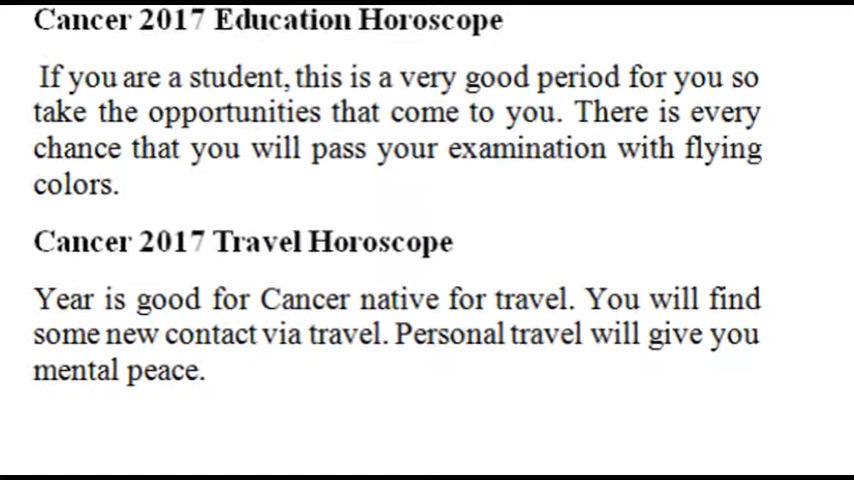 Cancer 2017 Education Horoscope
If you are a student, this is a very good period for you so
take the opportunities that come to you. There is every
chance that you will pass your examination with flying
colors.
Cancer 2017 Travel Horoscope
Year is good for Cancer native for travel. You will find
some new contact via travel. Personal travel will give you
mental peace.